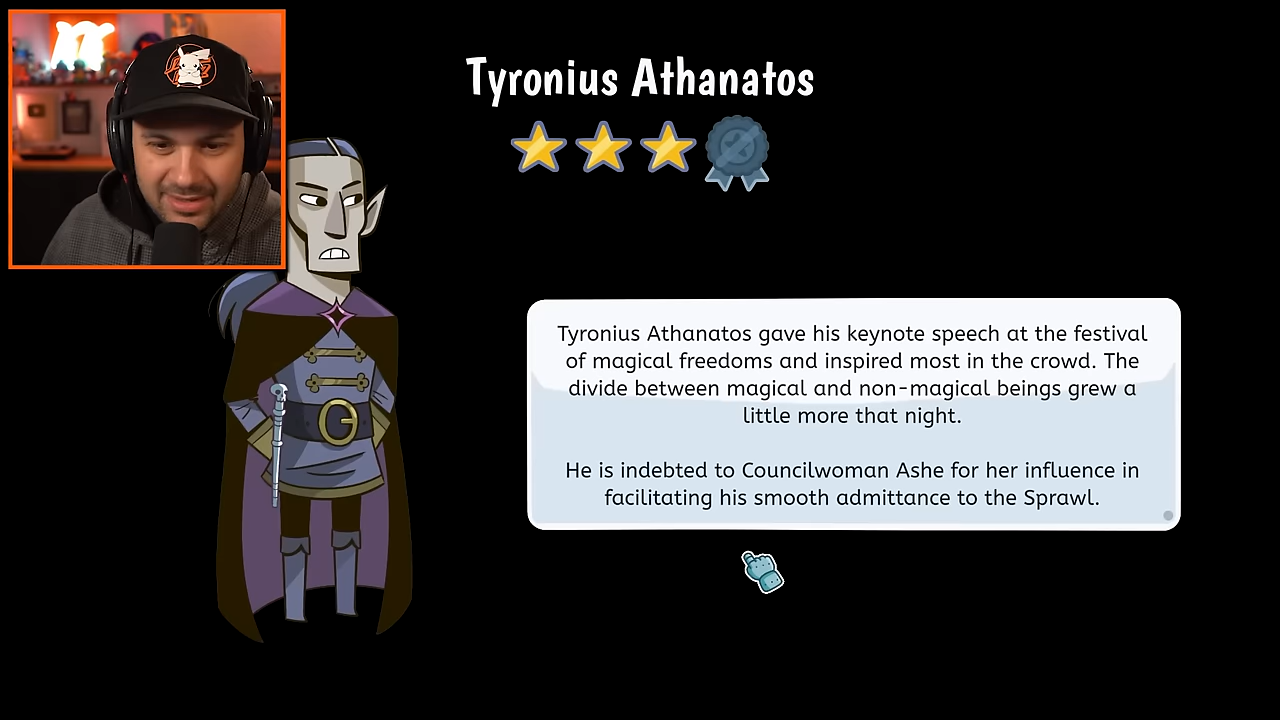 Tyronius Athanatos
Tyronius Athanatos gave his keynote speech at the festival
of magical freedoms and inspired most in the crowd. The
divide between magical and non-magical beings grew a
little more that night.
He is indebted to Councilwoman Ashe for her influence in
facilitating his smooth admittance to the Sprawl.